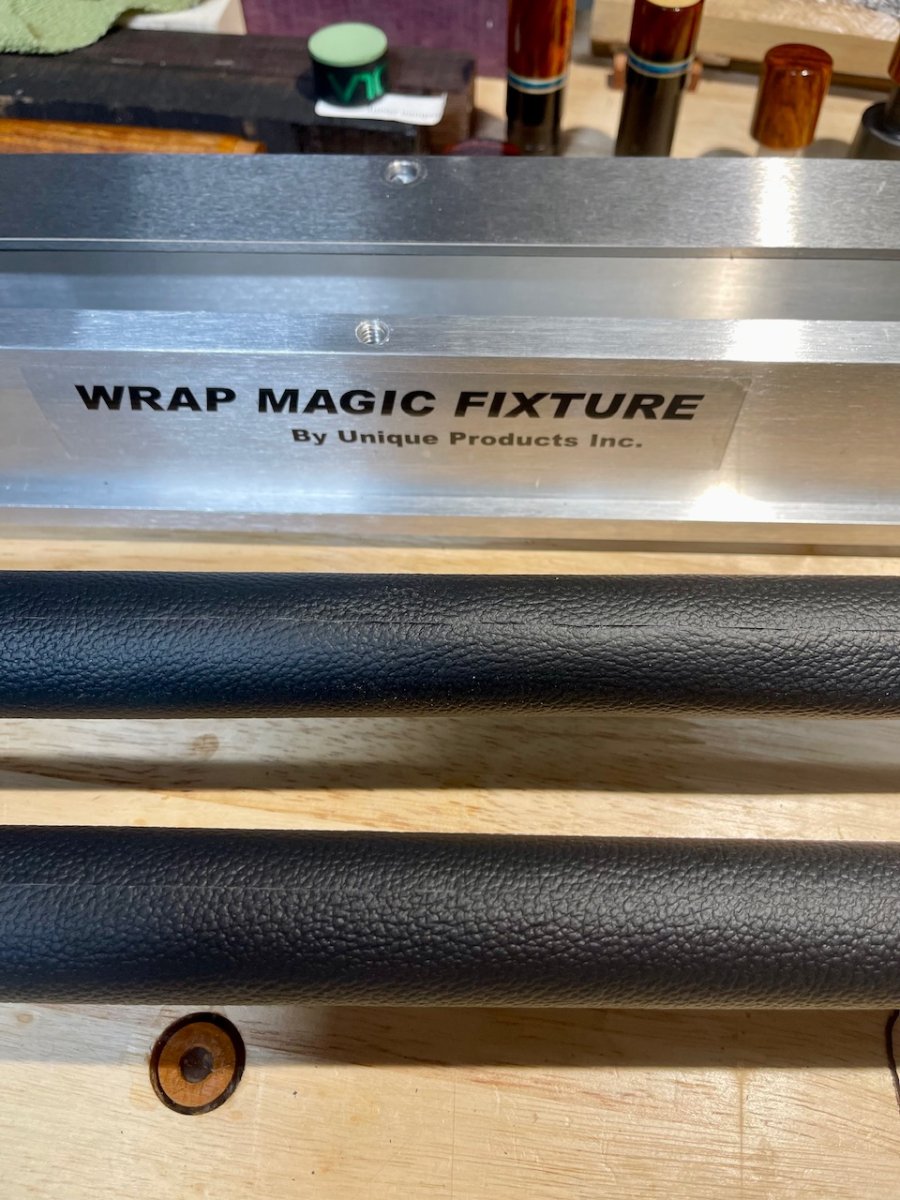 WRAP MAGIC FIXTURE
By Unique Products Inc.